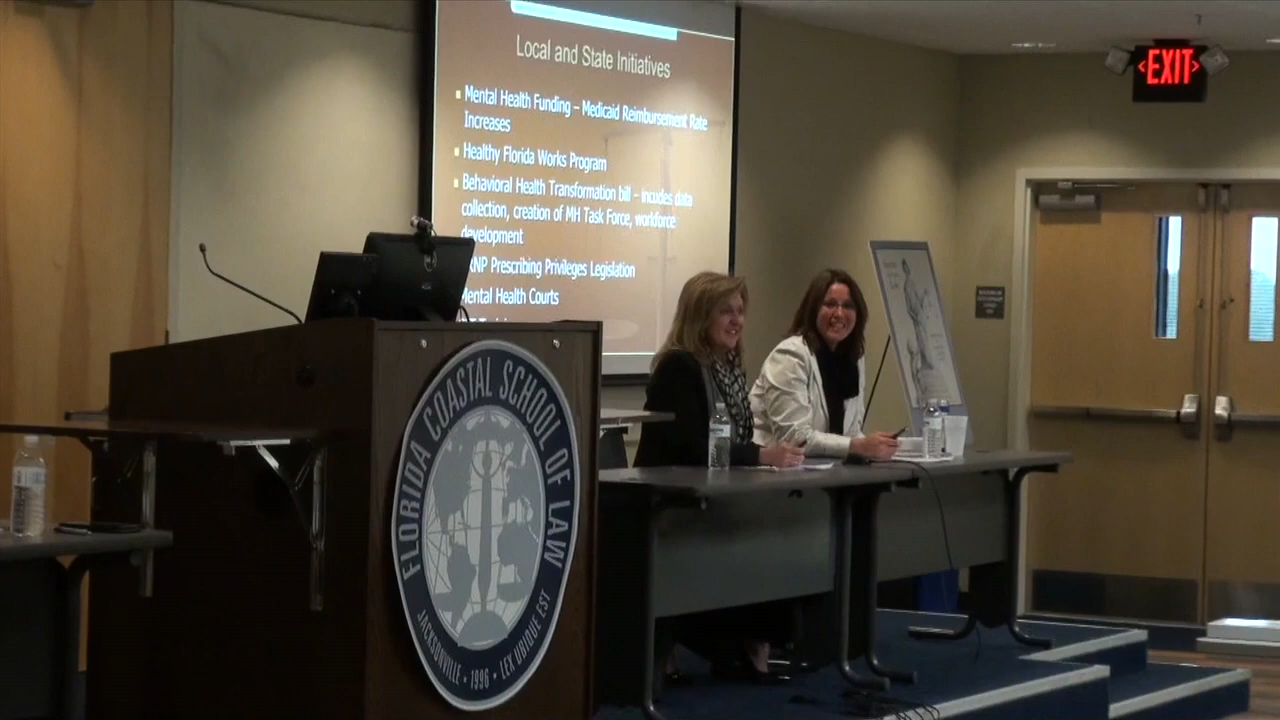 Local and State Initiatives
Mental Health Funding – Medicaid Reimbursement Rate
Increases
Healthy Florida Works Program
Behavioral Health Transformation bill – incudes data
collection, creation of MH Task Force, workforce
development
RNP Prescribing Privileges Legislation
Mental Health Courts
EXIT
FLORIDA COASTAL SCHOOL OF LAW
JACKSONVILLE • 1996 • LEX UBIQUE EST